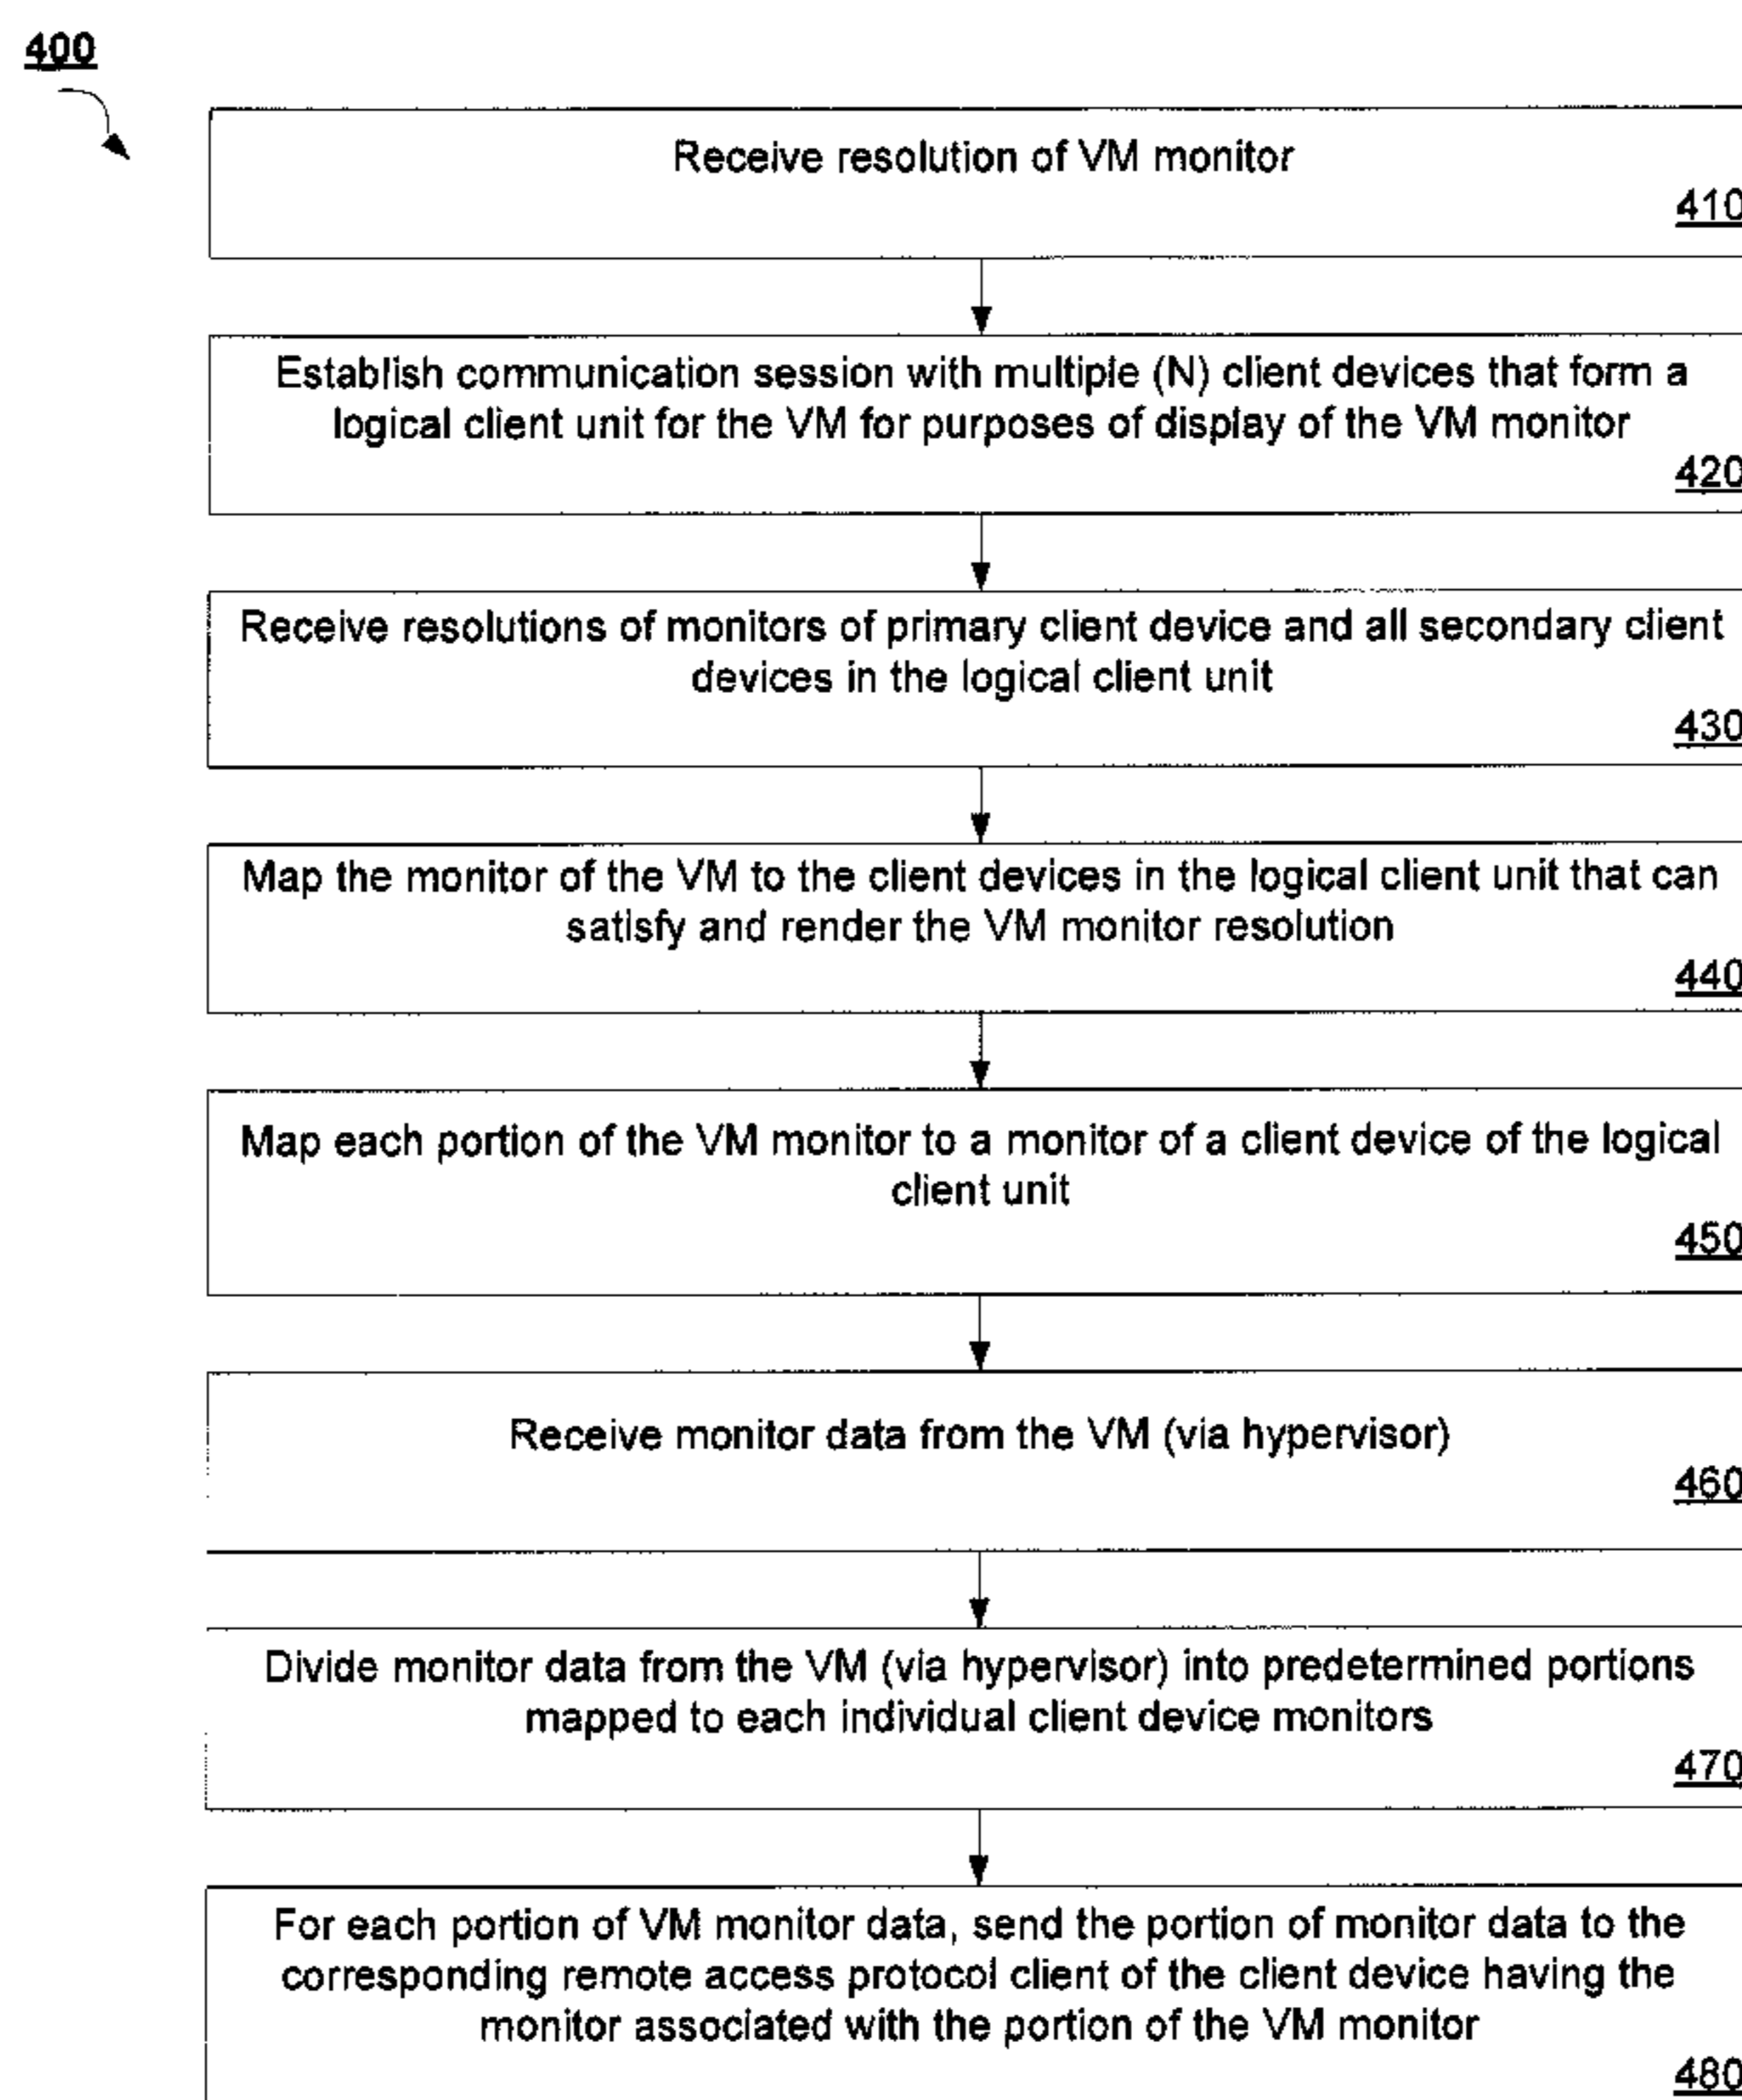 400
Receive resolution of VM monitor
410
Establish communication session with multiple (N) client devices that form a
logical client unit for the VM for purposes of display of the VM monitor
420
Receive resolutions of monitors of primary client device and all secondary client
devices in the logical client unit
430
Map the monitor of the VM to the client devices in the logical client unit that can
satisfy and render the VM monitor resolution
440
Map each portion of the VM monitor to a monitor of a client device of the logical
client unit
450
Receive monitor data from the VM (via hypervisor)
460
Divide monitor data from the VM (via hypervisor) into predetermined portions
mapped to each individual client device monitors
470
For each portion of VM monitor data, send the portion of monitor data to the
corresponding remote access protocol client of the client device having the
monitor associated with the portion of the VM monitor
480